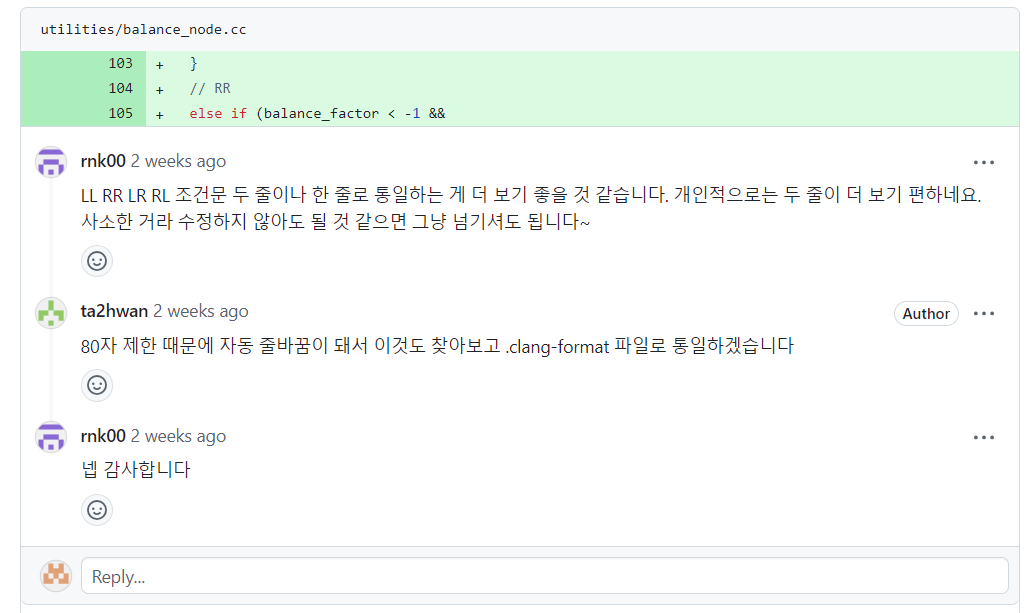 utilities/balance_node.cc
103 + }
104 + // RR
105 + else if (balance_factor < -1 &&
rnk00 2 weeks ago
LL RR LR RL 조건문 두 줄이나 한 줄로 통일하는 게 더 보기 좋을 것 같습니다. 개인적으로는 두 줄이 더 보기 편하네요.
사소한 거라 수정하지 않아도 될 것 같으면 그냥 넘기셔도 됩니다~
ta2hwan 2 weeks ago Author
80자 제한 때문에 자동 줄바꿈이 돼서 이것도 찾아보고 .clang-format 파일로 통일하겠습니다
rnk00 2 weeks ago
넵 감사합니다
Reply...